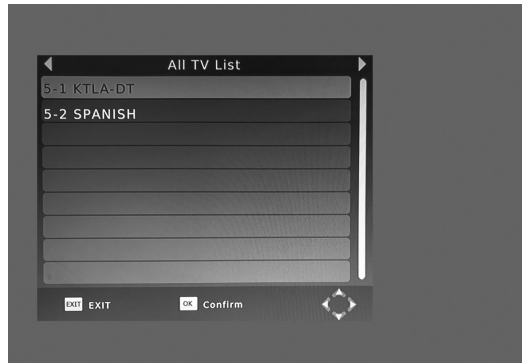 All TV List
5-1 KTLA-DT
5-2 SPANISH
EXIT EXIT OK Confirm